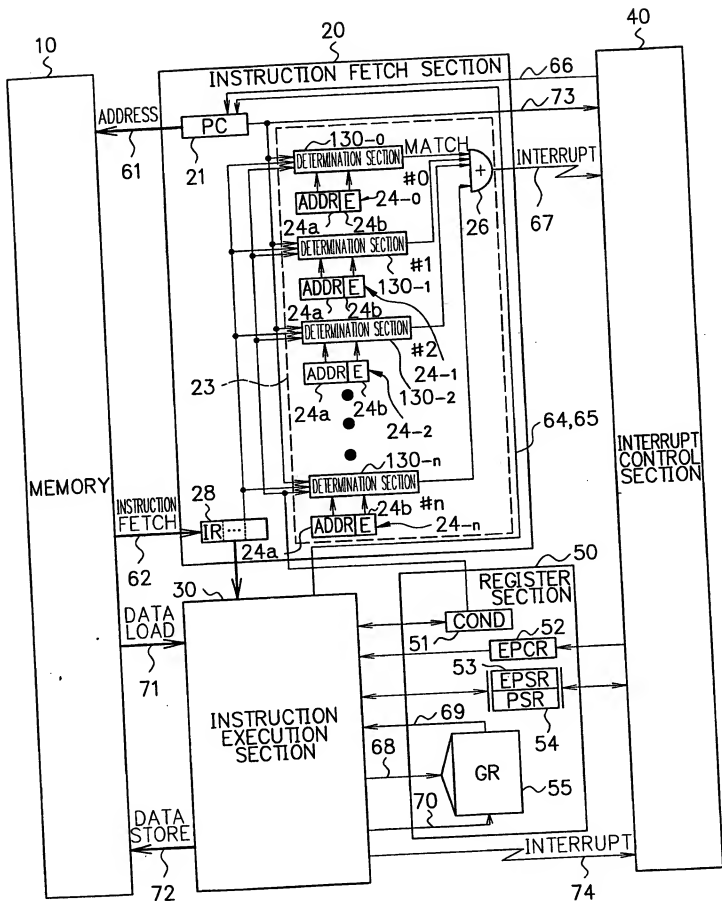 10
20
40
INSTRUCTION FETCH SECTION
66
ADDRESS
PC
73
61
21
130-0
MATCH
DETERMINATION SECTION
#0
INTERRUPT
ADDR E
24-0
26
67
24a 24b
DETERMINATION SECTION
#1
ADDR E
130-1
24a 24b
DETERMINATION SECTION
#2
23
ADDR E
24-1
24a
130-2
24-2
64,65
INTERRUPT
CONTROL
SECTION
130-n
MEMORY
INSTRUCTION
FETCH
28
DETERMINATION SECTION
24b #n
IR ...
ADDR E
24-n
62
24a
50
30
REGISTER
SECTION
DATA
LOAD
COND
52
51
EPCR
71
53
EPSR
PSR
INSTRUCTION
EXECUTION
SECTION
69
54
68
GR
55
DATA
STORE
70
INTERRUPT
72
74